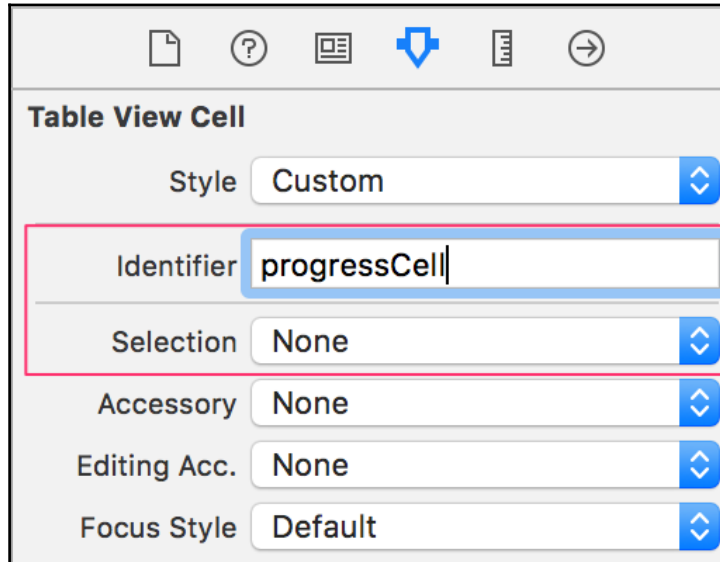 Table View Cell
Style Custom
Identifier progressCell
Selection None
Accessory None
Editing Acc. None
Focus Style Default